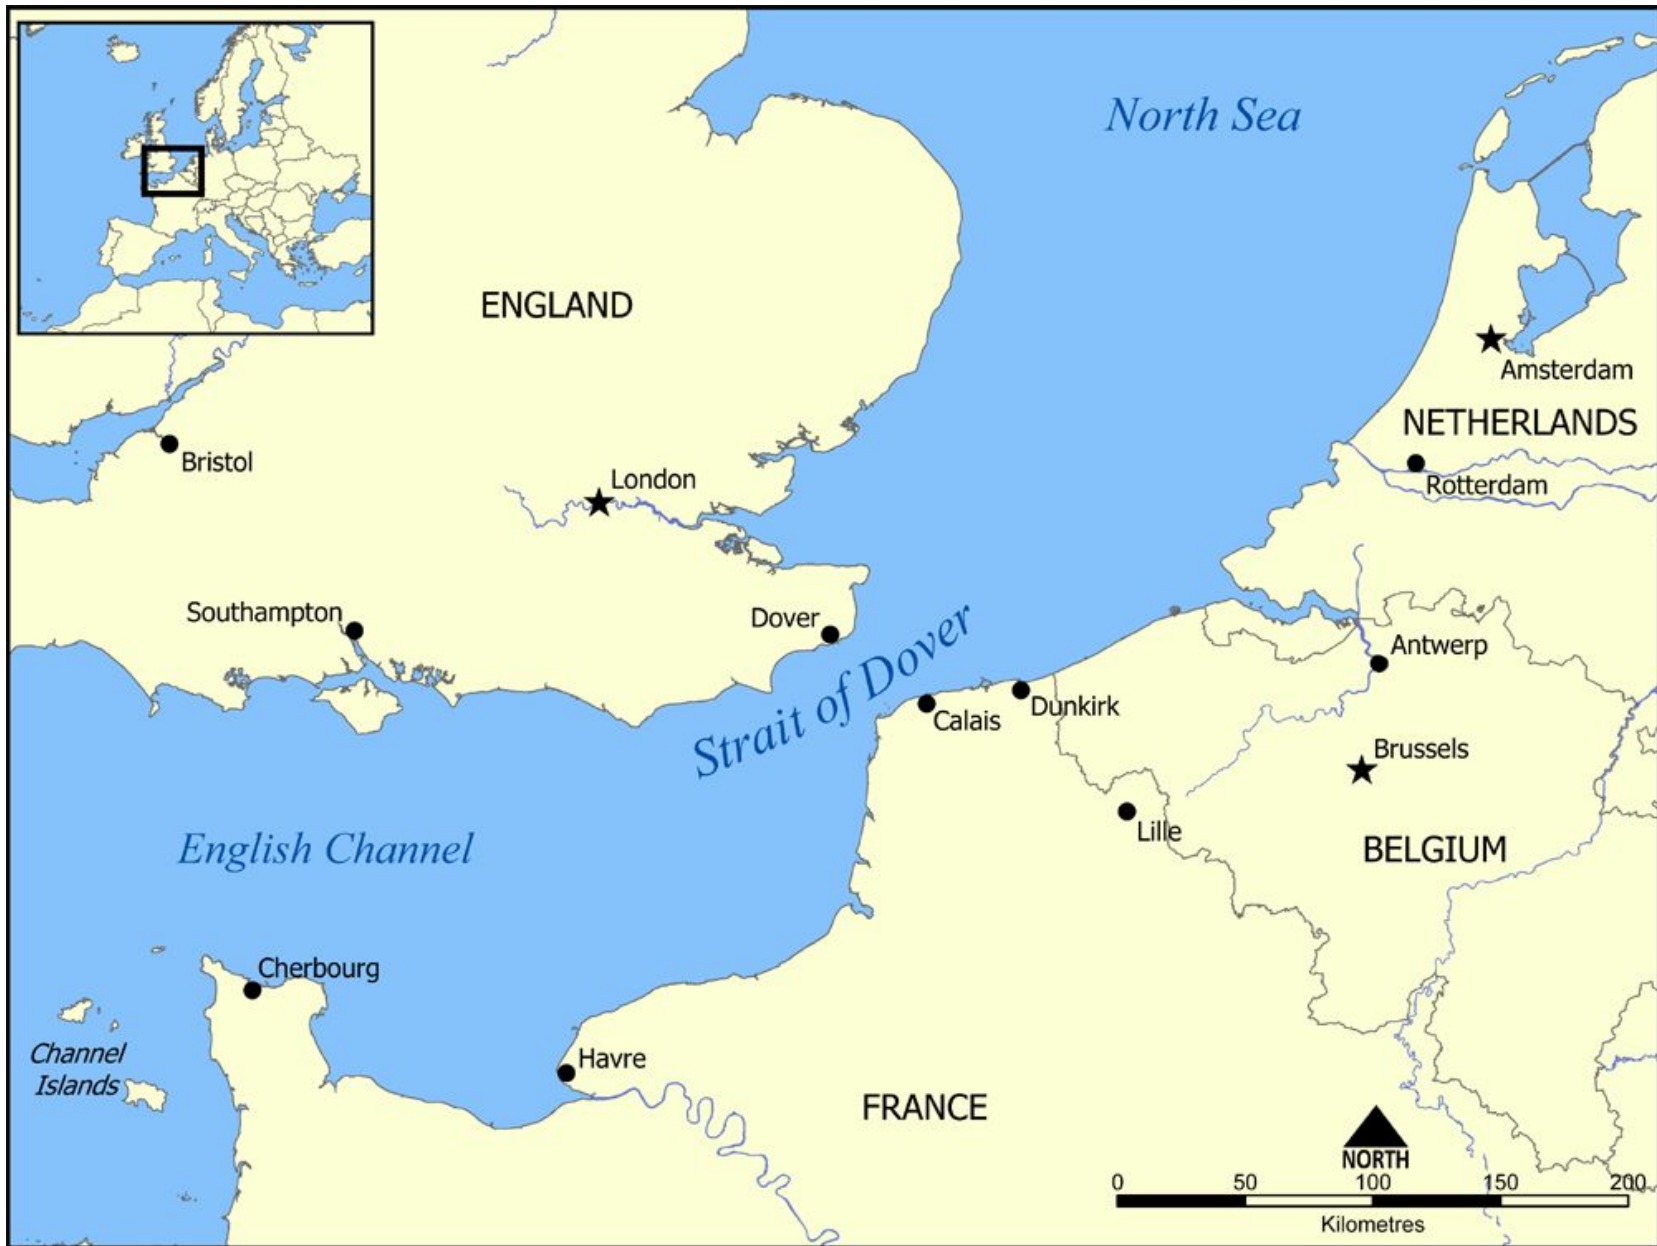 North Sea
ENGLAND
Amsterdam
NETHERLANDS
Bristol
London
Rotterdam
Southampton
Dover
Strait of Dover
Antwerp
Calais
Dunkirk
Brussels
Lille
English Channel
BELGIUM
Cherbourg
Channel
Islands
Havre
FRANCE
NORTH
0 50 100 150 200
Kilometres